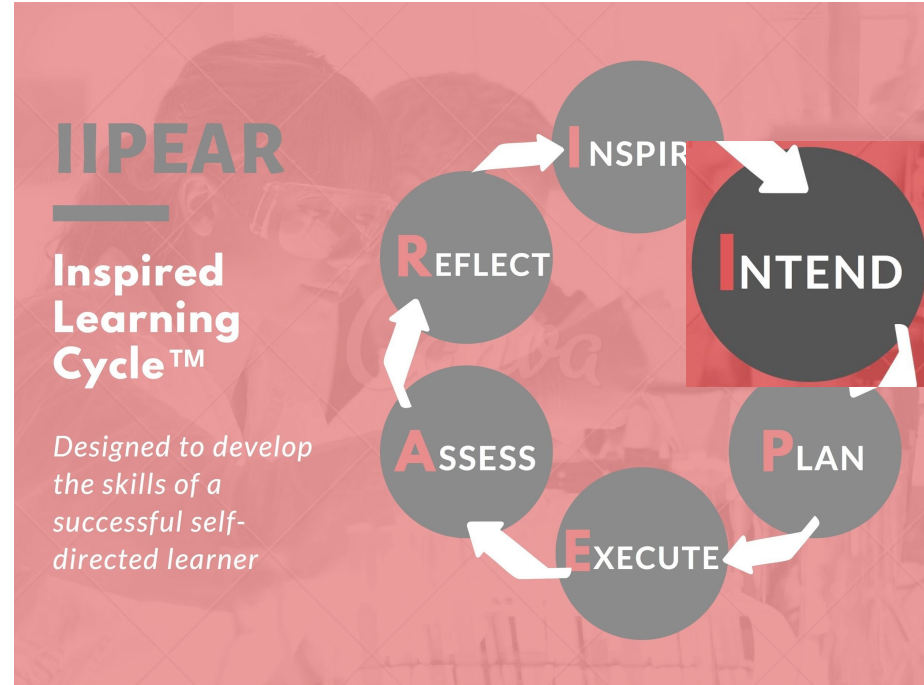 IIPEAR
Inspired
Learning
Cycle™
Designed to develop
the skills of a
successful self-
directed learner
INSPIR
INTEND
PLAN
EXECUTE
ASSESS
REFLECT
Canva